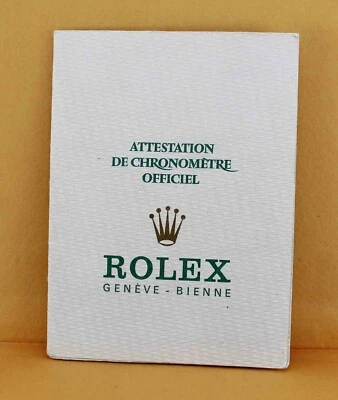 ATTESTATION
DE CHRONOMÈTRE
OFFICIEL
ROLEX
GENÈVE - BIENNE